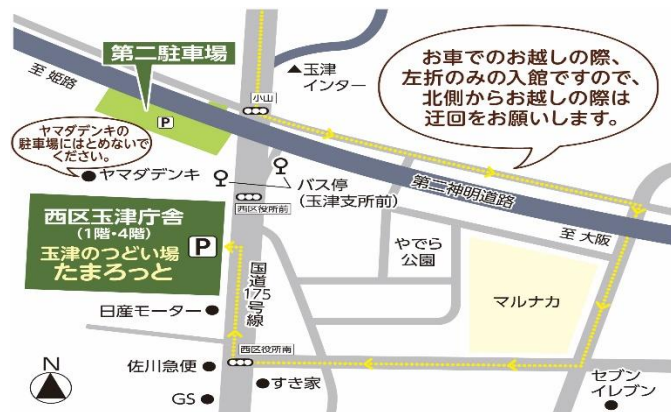 第二駐車場
至 姫路
P
▲玉津
インター
小山
お車でのお越しの際、
左折のみの入館ですので、
北側からお越しの際は
迂回をお願いします。
ヤマダデンキの
駐車場にはとめないで
ください。
ヤマダデンキ
バス停
(玉津支所前)
西区役所前
第二神明道路
至 大阪
西区玉津庁舎
(1階・4階)
玉津のつどい場
たまろっと
P
やでら
公園
マルナカ
国道175号線
日産モーター
西区役所南
佐川急便
すき家
GS
セブン
イレブン
N